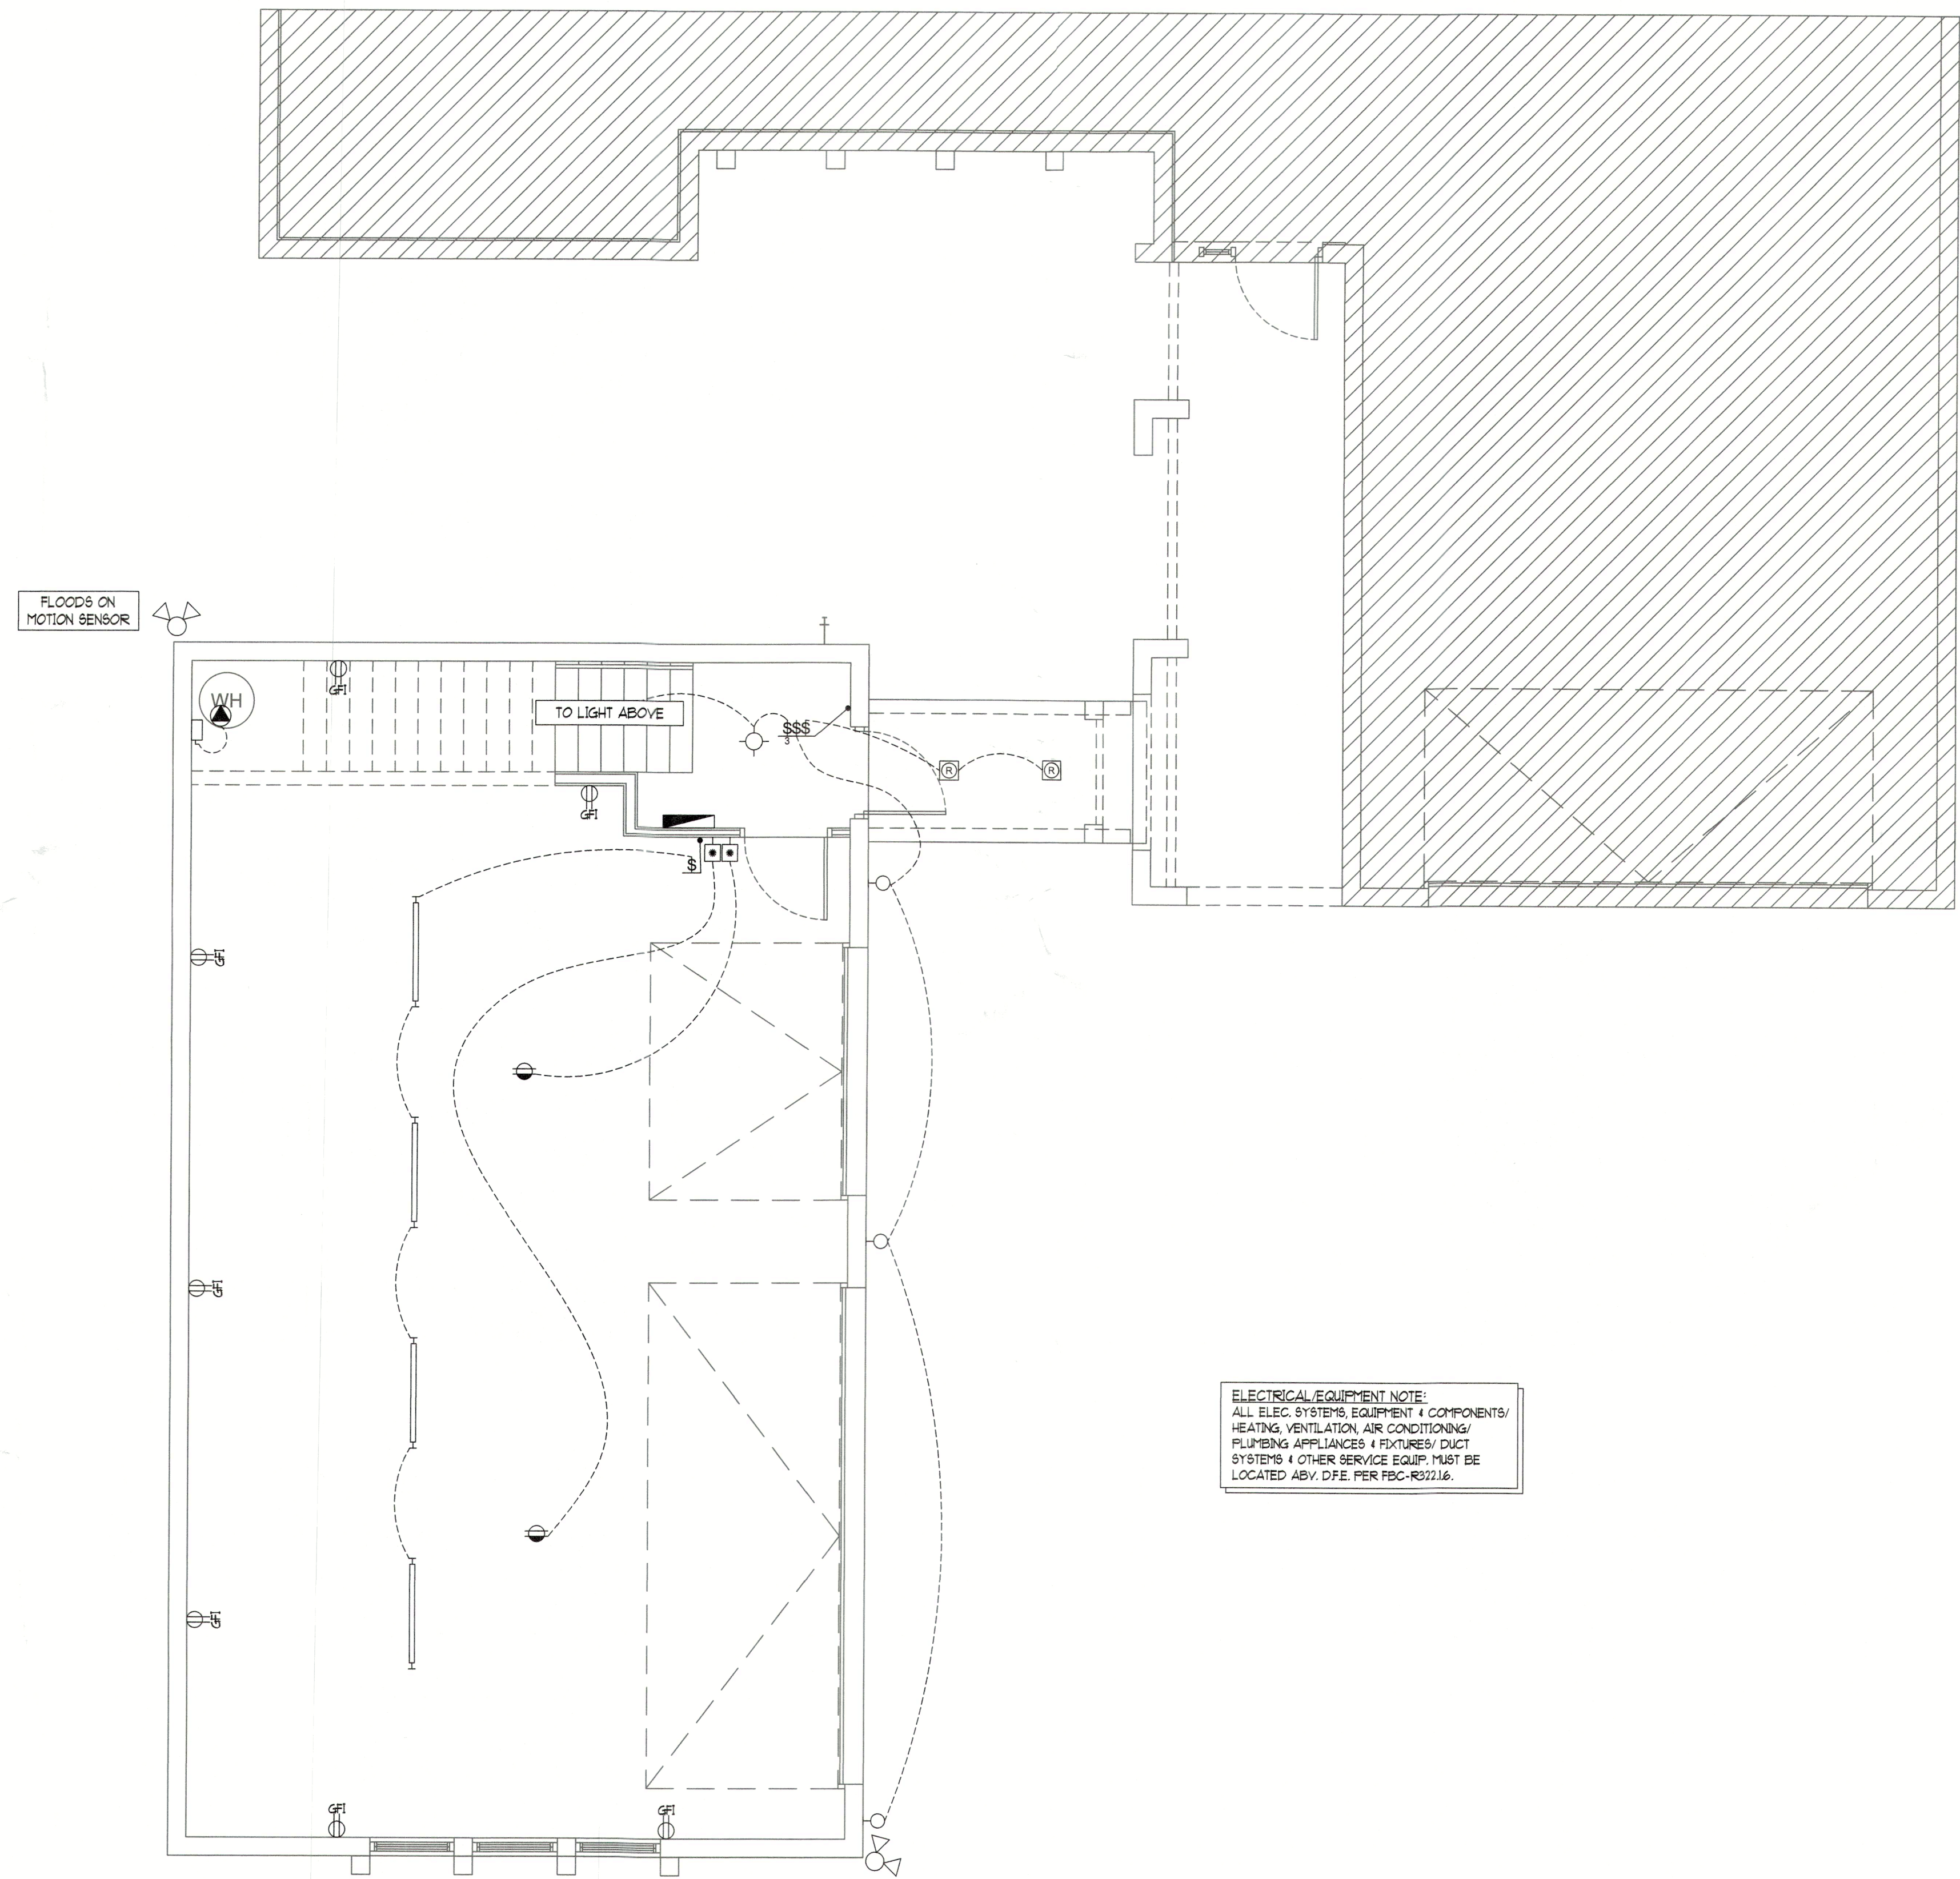 FLOODS ON
MOTION SENSOR
GFI
WH
TO LIGHT ABOVE
$$$
3
R
R
GFI
$
GFI
GFI
GFI
ELECTRICAL/EQUIPMENT NOTE:
ALL ELEC. SYSTEMS, EQUIPMENT & COMPONENTS/
HEATING, VENTILATION, AIR CONDITIONING/
PLUMBING APPLIANCES & FIXTURES/ DUCT
SYSTEMS & OTHER SERVICE EQUIP. MUST BE
LOCATED ABV. D.F.E. PER FBC-R322.1.6.
GFI
GFI